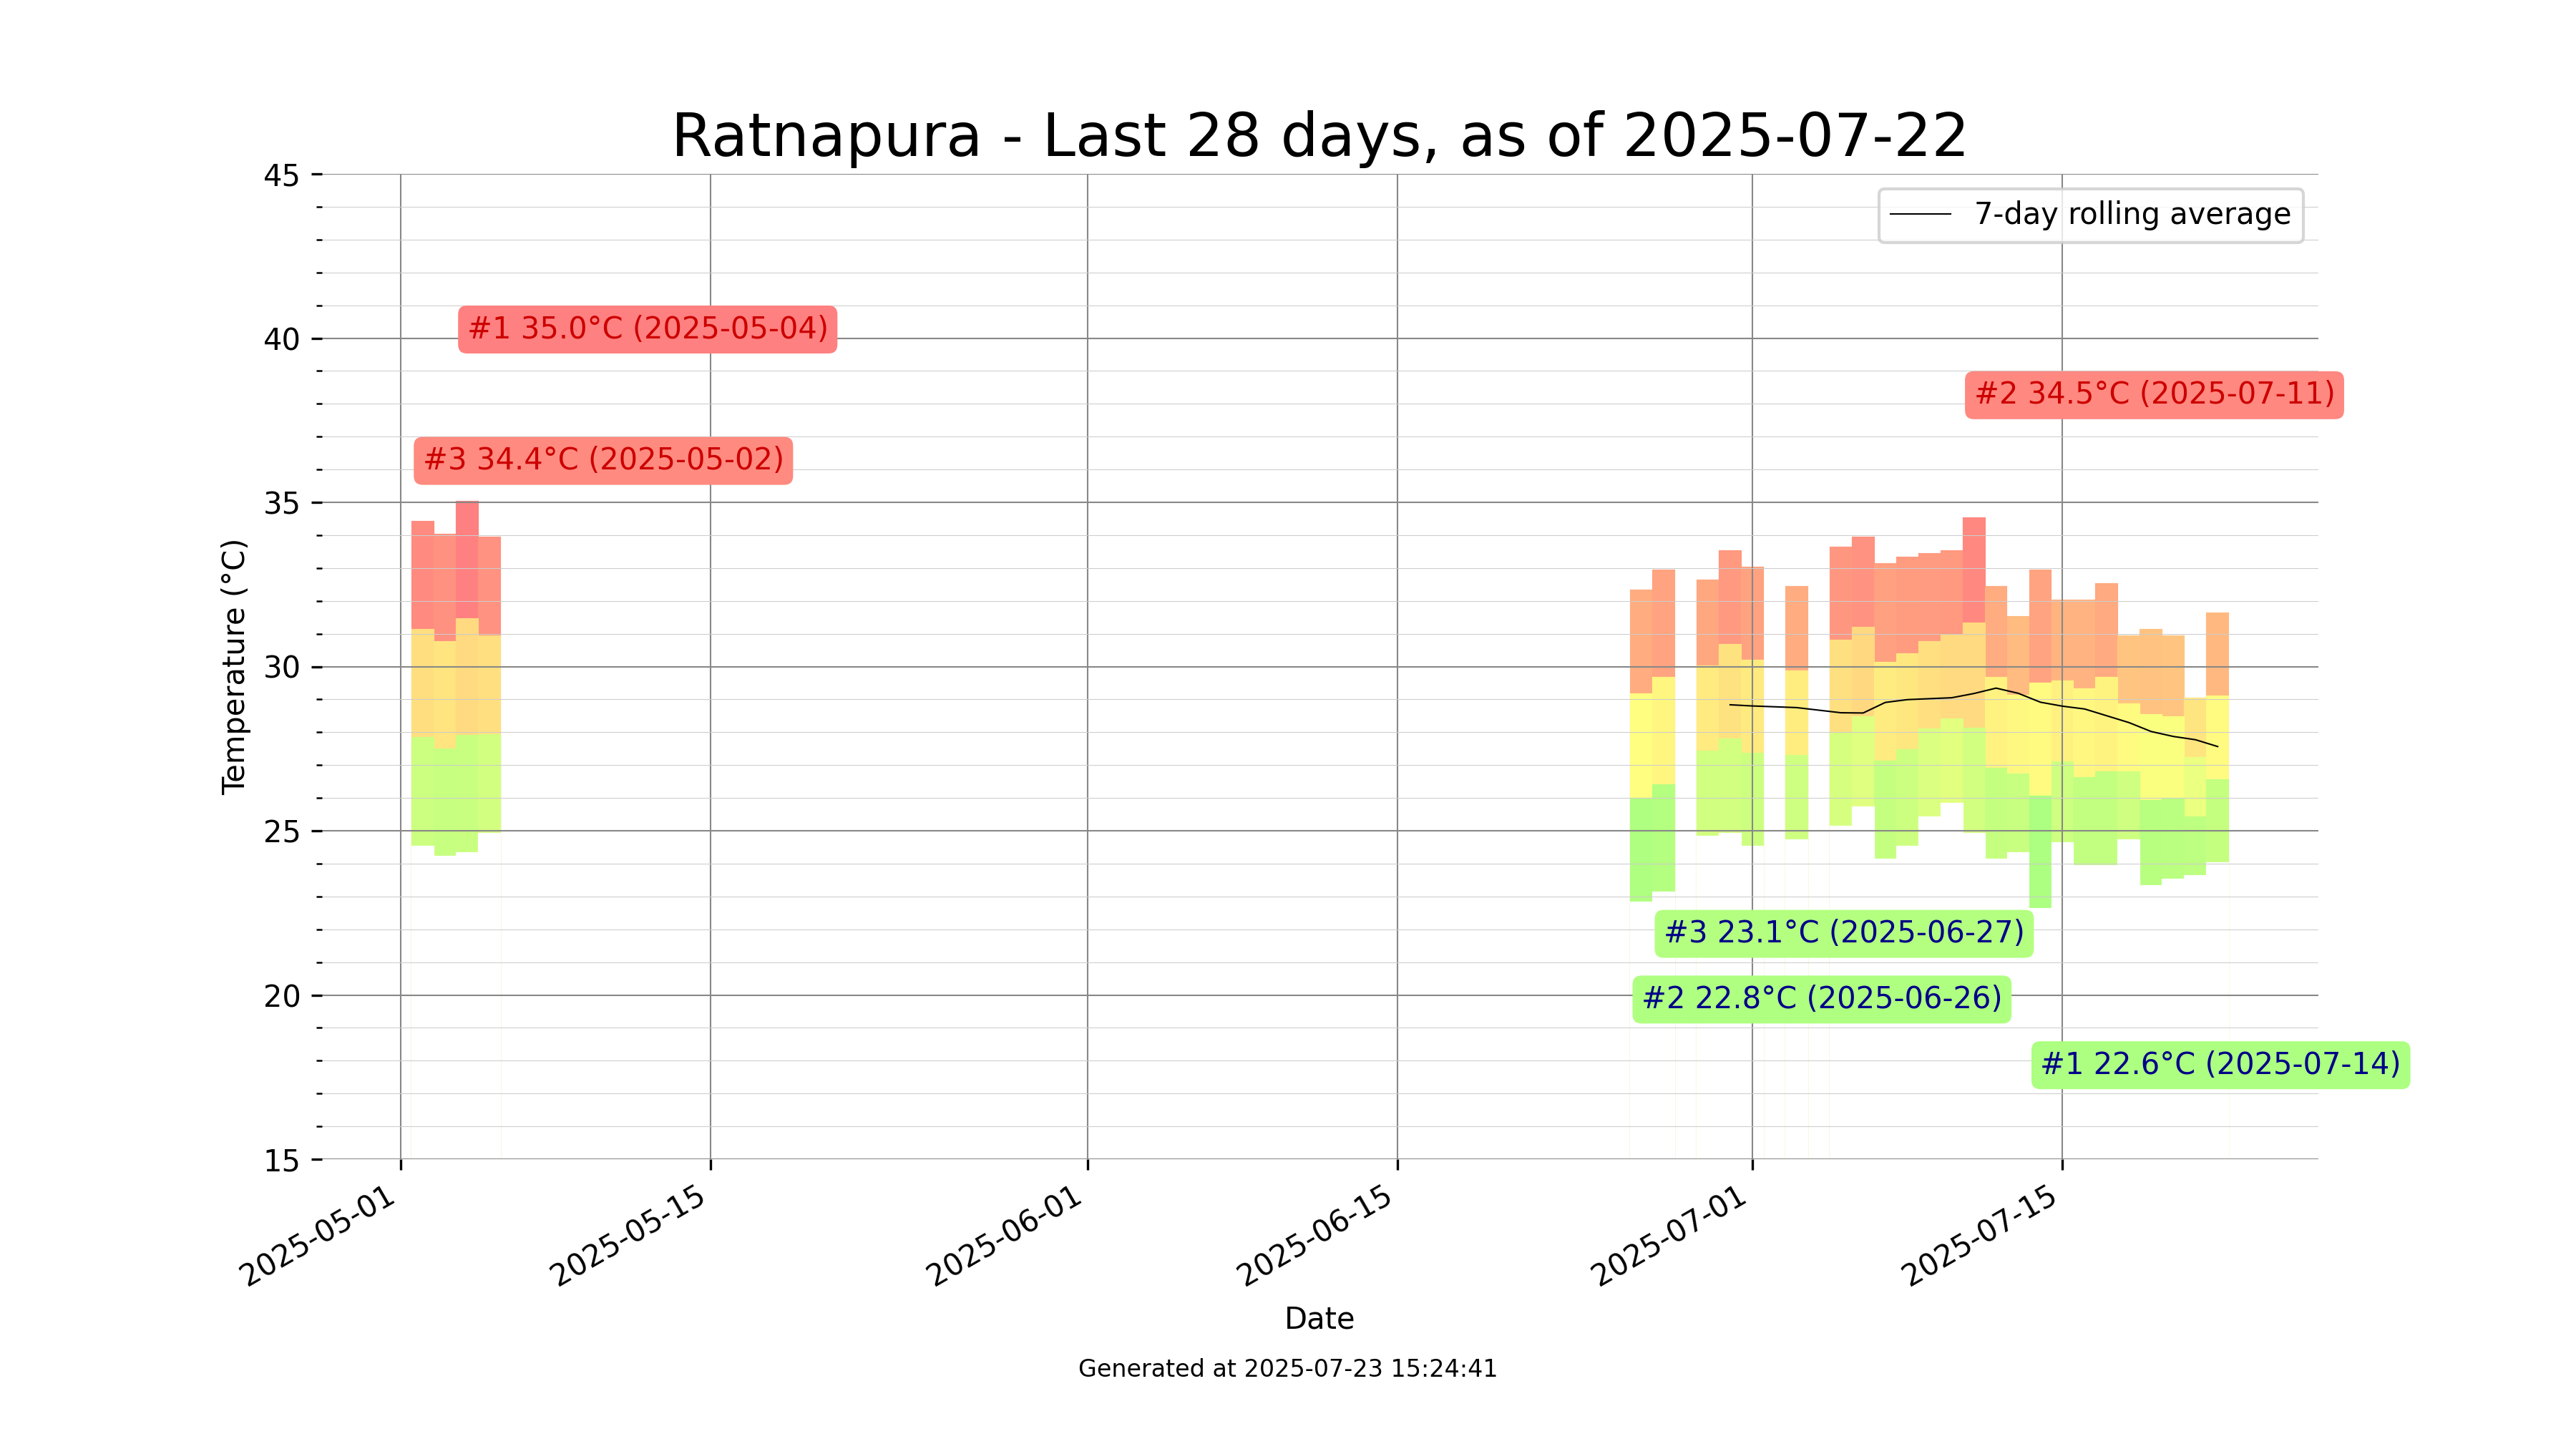 Ratnapura - Last 28 days, as of 2025-07-22
7-day rolling average
#1 35.0°C (2025-05-04)
#2 34.5°C (2025-07-11)
#3 34.4°C (2025-05-02)
#3 23.1°C (2025-06-27)
#2 22.8°C (2025-06-26)
#1 22.6°C (2025-07-14)
Temperature (°C)
45
40
35
30
25
20
15
2025-05-01
2025-05-15
2025-06-01
2025-06-15
2025-07-01
2025-07-15
Date
Generated at 2025-07-23 15:24:41